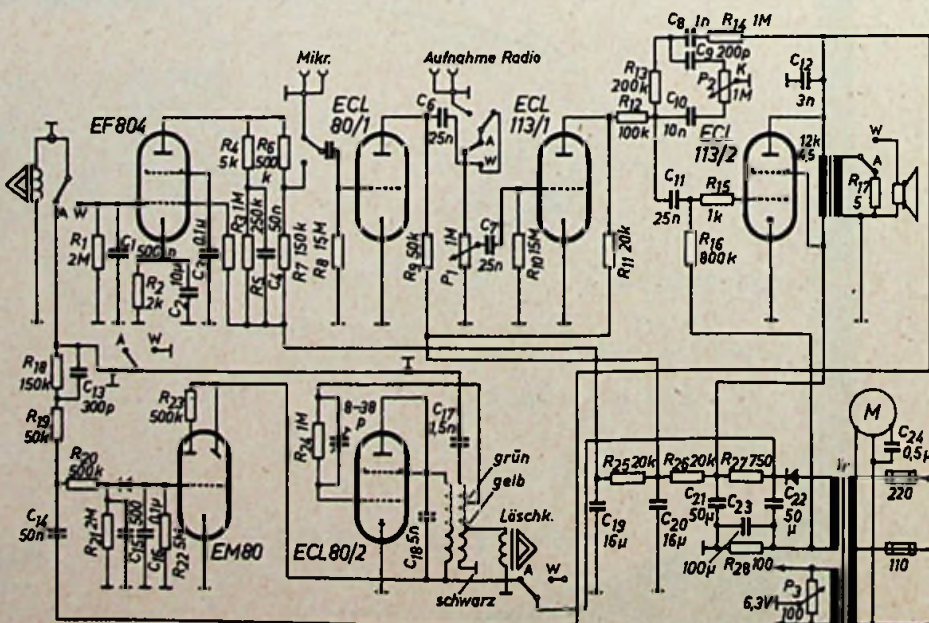 C8 1n R14 1M
C9 200p
Mikr.
Aufnahme Radio
R13 200k
P2 1M
K
C12 3n
EF804
ECL 80/1
C6 25n
ECL 113/1
R12 100k
C10 10n
ECL 113/2
12k
4,5
W
A
R17 5
R4 5k
R6 500k
A W
W
C11 25n
R15 1k
R1 2M
C1
C3 0,1µ
R3 1M
250k
50n
R5
C4
R7 150k
R8 15M
R9 50k
P1 1M
C7 25n
R10 15M
R11 20k
R16 800k
R2 2k
10µ
C2
A W
R18 150k
C13 300p
R19 50k
R23 500k
R24 1M
8-38 p
C17 1,5n
M
C24 0,5µ
grün
gelb
R20 500k
R25 20k
R26 20k
R27 750
220
C14 50n
R21 2M
C15 500
C16 0,1µ
R22
EM80
ECL80/2
C18 5n
Löschk.
A W
C19 16µ
C20 16µ
C21 50µ
C23
C22 50µ
110
schwarz
100µ
R28 100
P3 100
6,3V